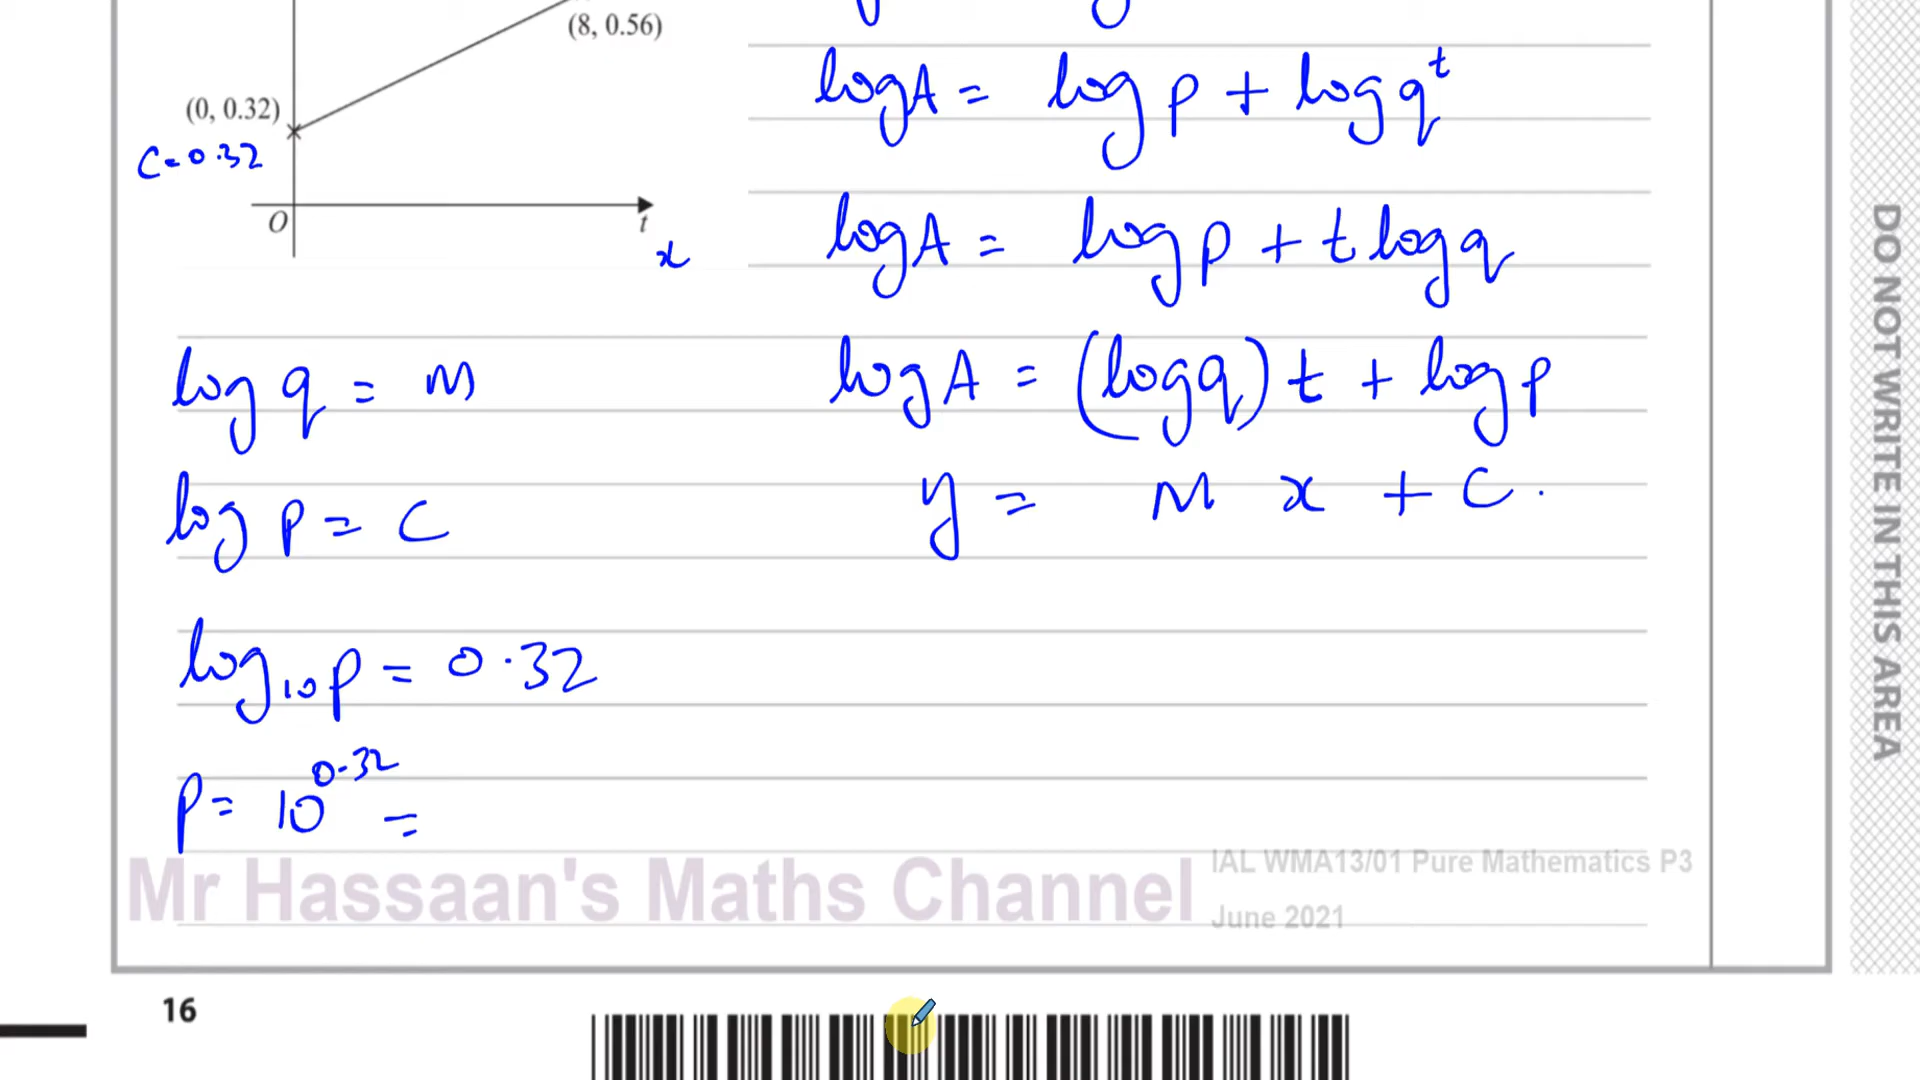 (8, 0.56)
(0, 0.32)
C=0.32
O
t
x
log A = log p + log q^t
log A = log p + t log q
log A = (log q) t + log p
y = m x + c.
log q = m
log p = c
log₁₀ p = 0.32
p = 10^0.32 =
Mr Hassaan's Maths Channel
IAL WMA13/01 Pure Mathematics P3
June 2021
16
DO NOT WRITE IN THIS AREA